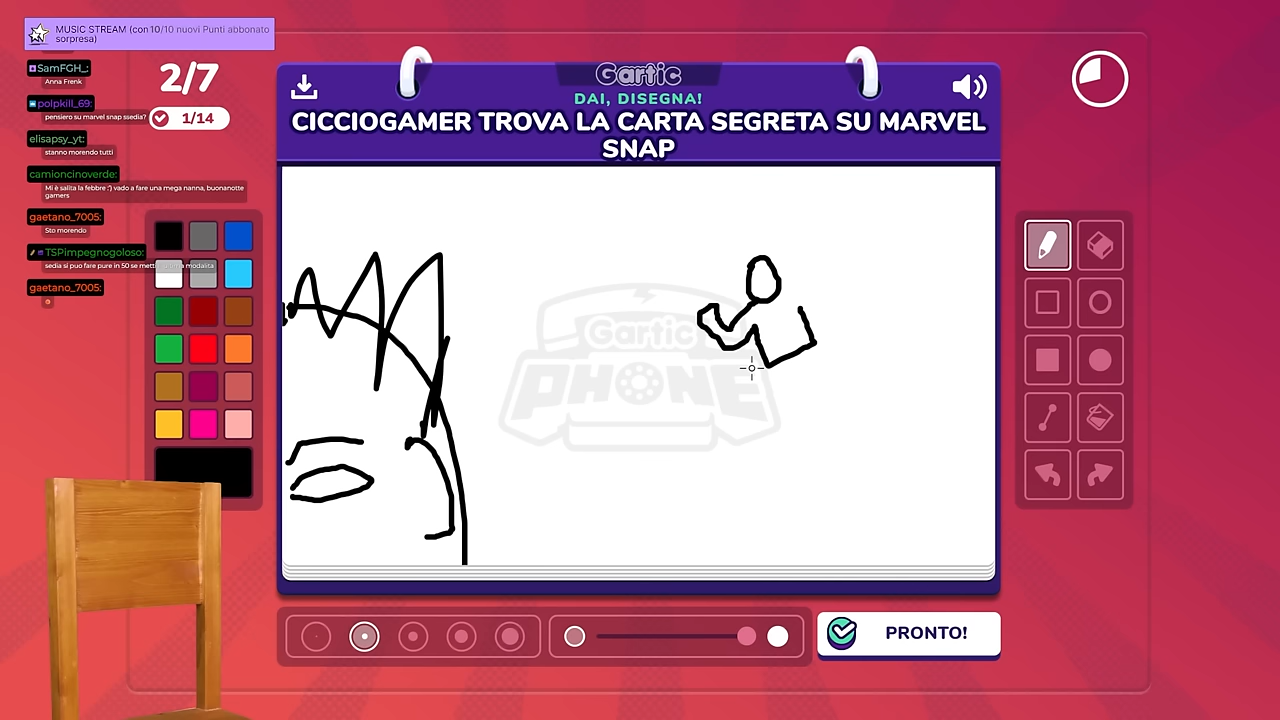 MUSIC STREAM (con 10/10 nuovi Punti abbonato
sorpresa)
SamFGH_:
Anna Frenk
polpkill_69:
pensiero su marvel snap ssedia?
elisapsy_yt:
stanno morendo tutti
camioncinoverde:
Mi è salita la febbre :') vado a fare una mega nanna, buonanotte
gamers
gaetano_7005:
Sto morendo
TSPimpegnogoloso:
sedia si puo fare pure in 50 se metti modalita
gaetano_7005:
2/7
1/14
Gartic
DAI, DISEGNA!
CICCIOGAMER TROVA LA CARTA SEGRETA SU MARVEL
SNAP
Gartic
PHONE
PRONTO!